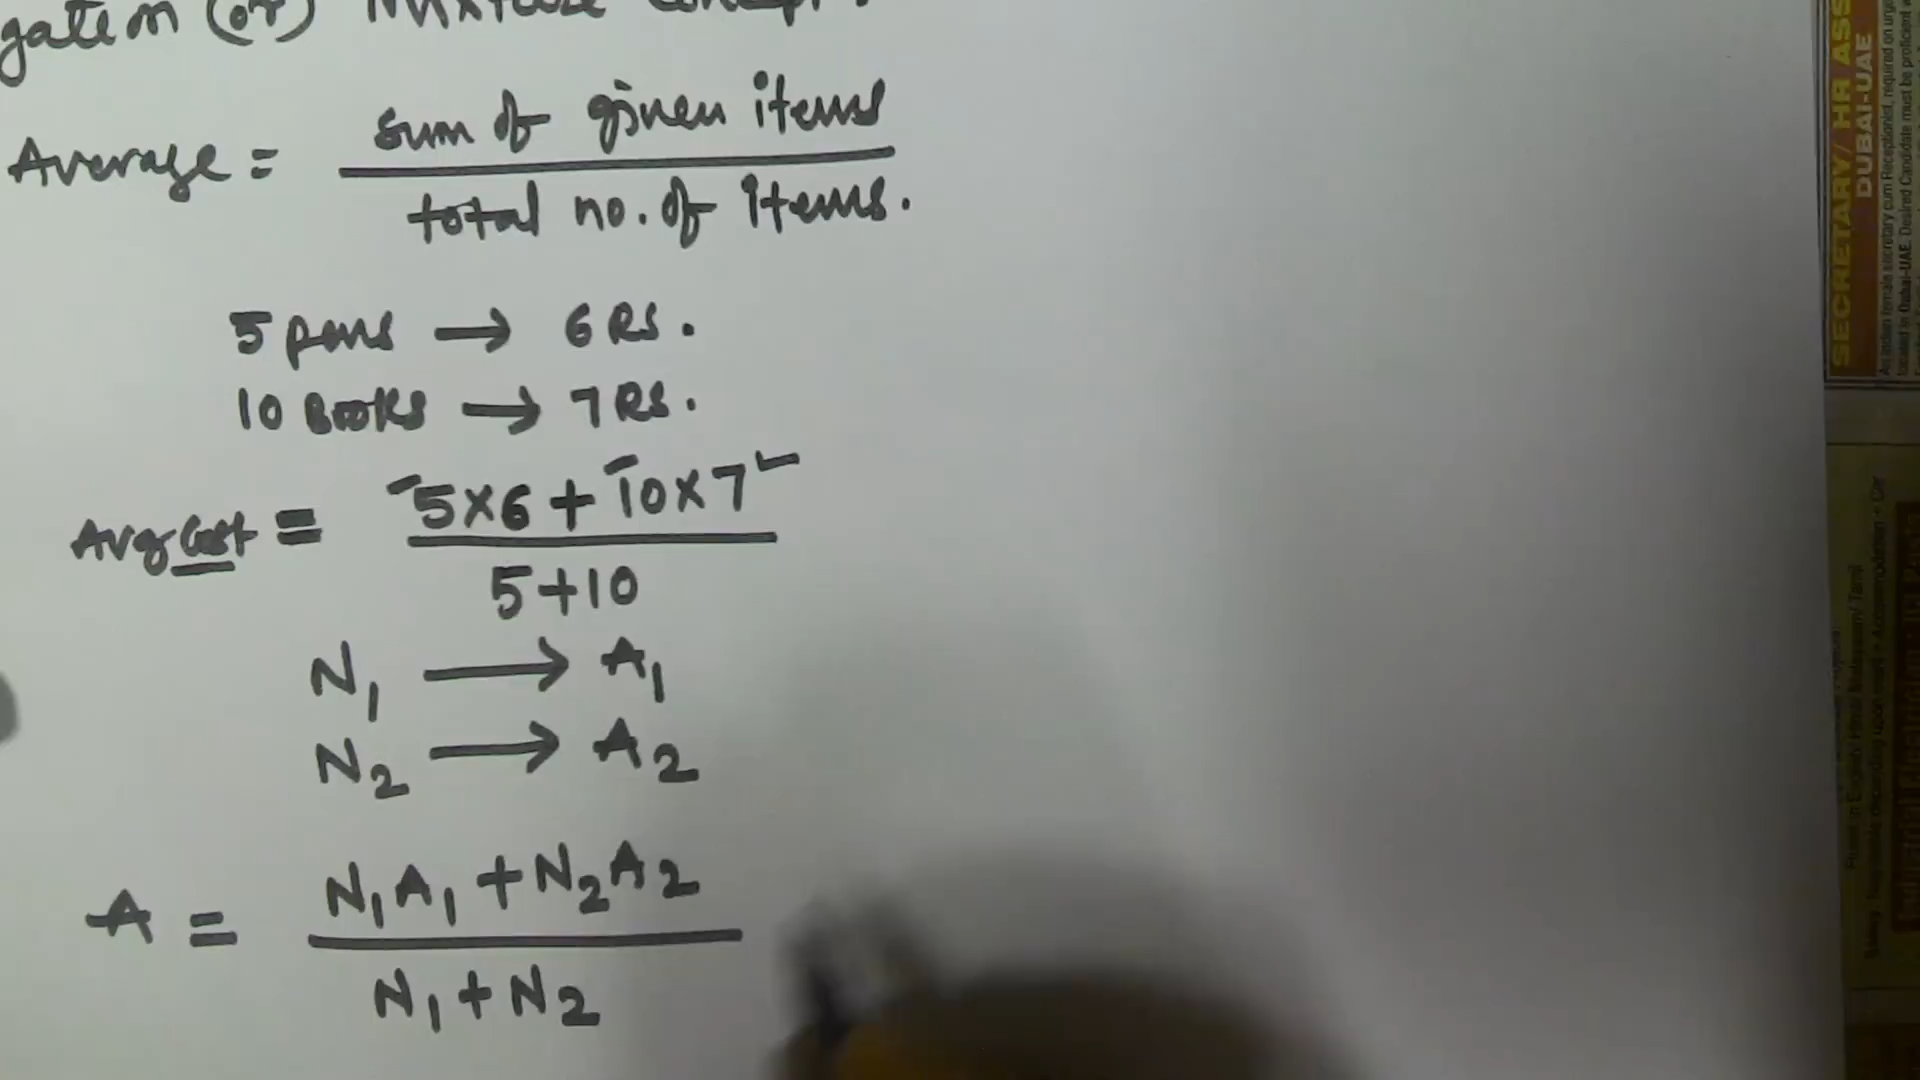 (or) Mixture Concept.
Average = sum of given items / total no. of items.
5 pens → 6 Rs.
10 Books → 7 Rs.
Avg Cost = 5×6 + 10×7 / 5+10
N₁ → A₁
N₂ → A₂
A = N₁A₁ + N₂A₂ / N₁ + N₂
SECRETARY/ HR ASS
DUBAI-UAE